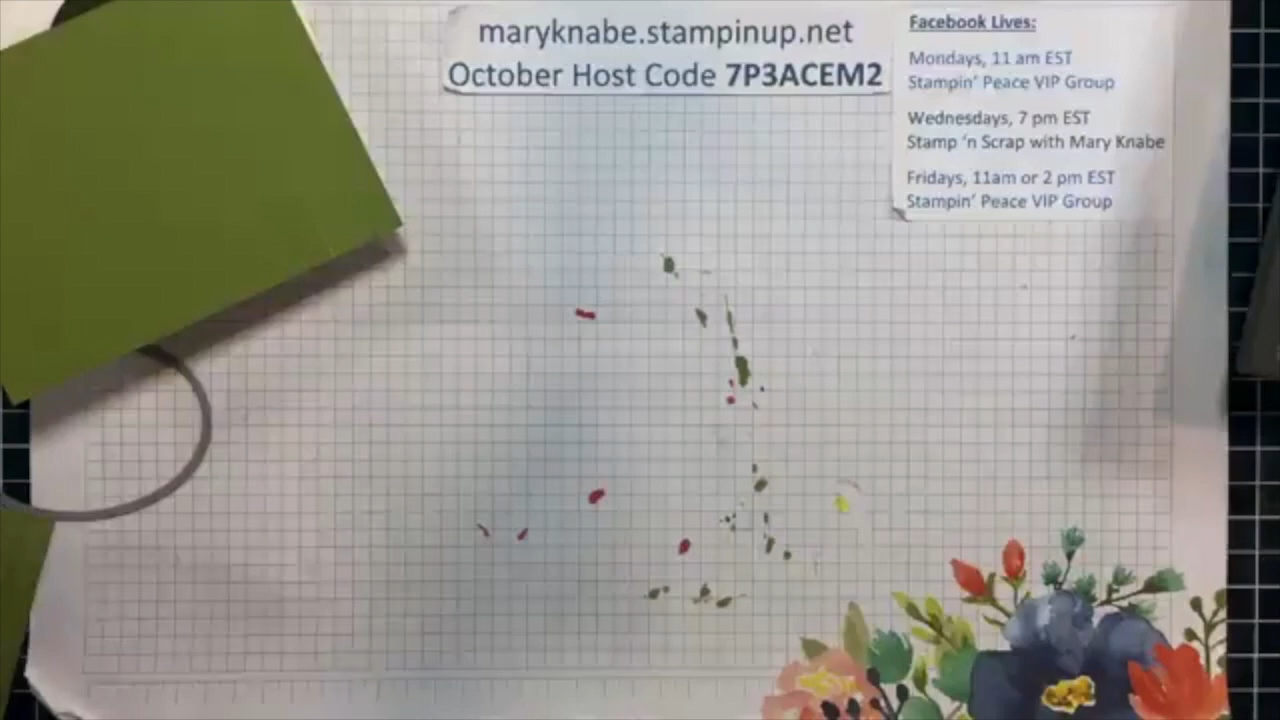 maryknabe.stampinup.net
October Host Code 7P3ACEM2
Facebook Lives:
Mondays, 11 am EST
Stampin' Peace VIP Group
Wednesdays, 7 pm EST
Stamp 'n Scrap with Mary Knabe
Fridays, 11am or 2 pm EST
Stampin' Peace VIP Group